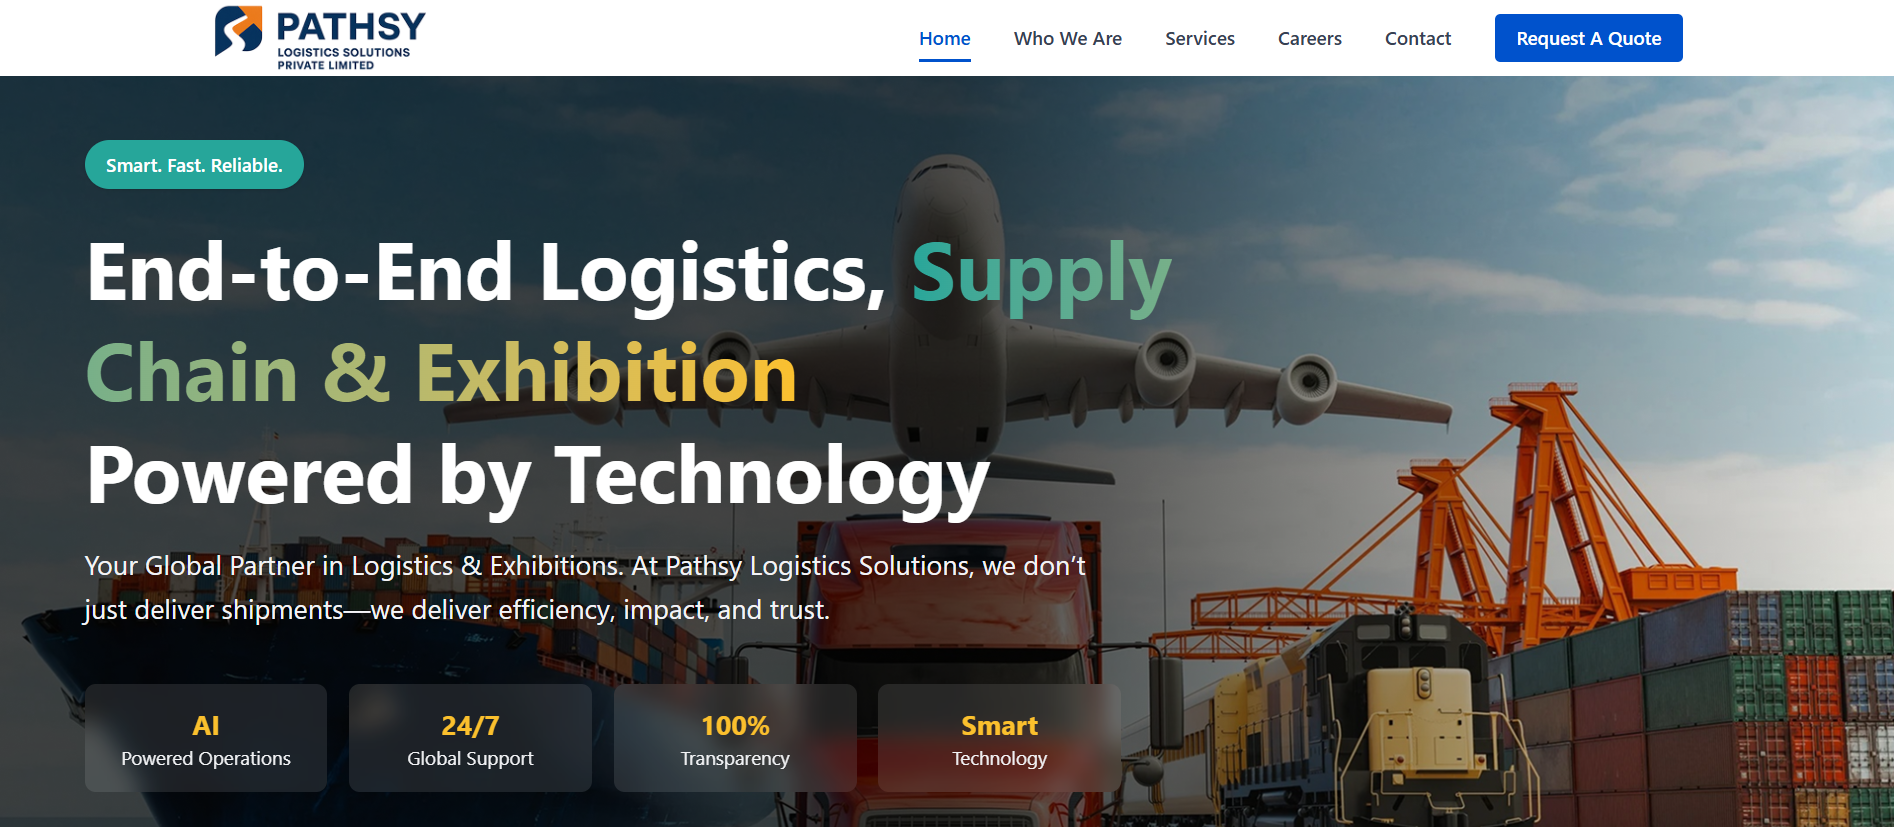 PATHSY
LOGISTICS SOLUTIONS
PRIVATE LIMITED
Home
Who We Are
Services
Careers
Contact
Request A Quote
Smart. Fast. Reliable.
End-to-End Logistics, Supply
Chain & Exhibition
Powered by Technology
Your Global Partner in Logistics & Exhibitions. At Pathsy Logistics Solutions, we don’t
just deliver shipments—we deliver efficiency, impact, and trust.
AI
Powered Operations
24/7
Global Support
100%
Transparency
Smart
Technology